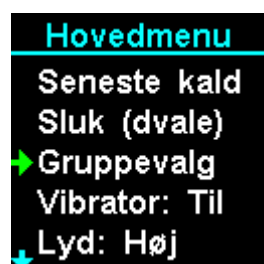 Hovedmenu
Seneste kald
Sluk (dvale)
Gruppevalg
Vibrator: Til
Lyd: Høj